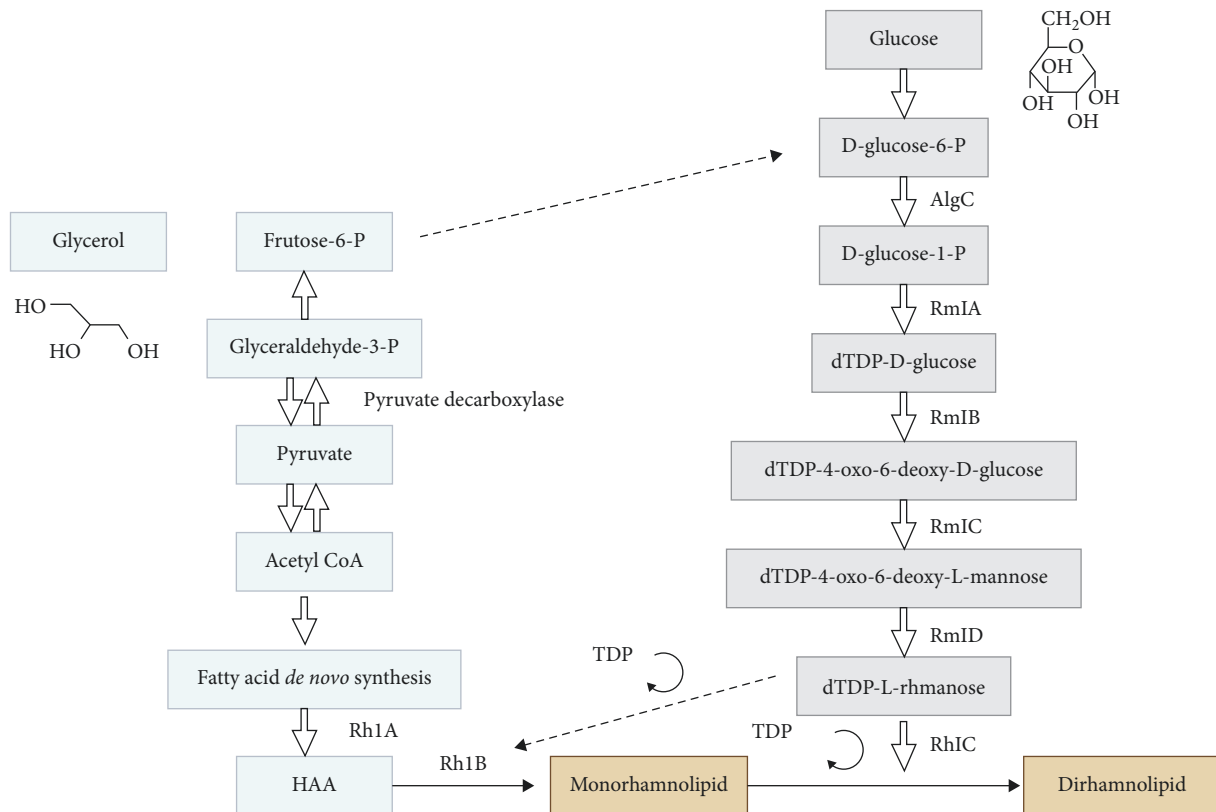 Glucose
CH2OH
O
OH
OH
OH
OH
D-glucose-6-P
AlgC
D-glucose-1-P
RmIA
dTDP-D-glucose
RmIB
dTDP-4-oxo-6-deoxy-D-glucose
RmIC
dTDP-4-oxo-6-deoxy-L-mannose
RmID
dTDP-L-rhmanose
RhIC
Glycerol
HO
HO
OH
Frutose-6-P
Glyceraldehyde-3-P
Pyruvate decarboxylase
Pyruvate
Acetyl CoA
Fatty acid de novo synthesis
Rh1A
HAA
Rh1B
TDP
TDP
Monorhamnolipid
Dirhamnolipid